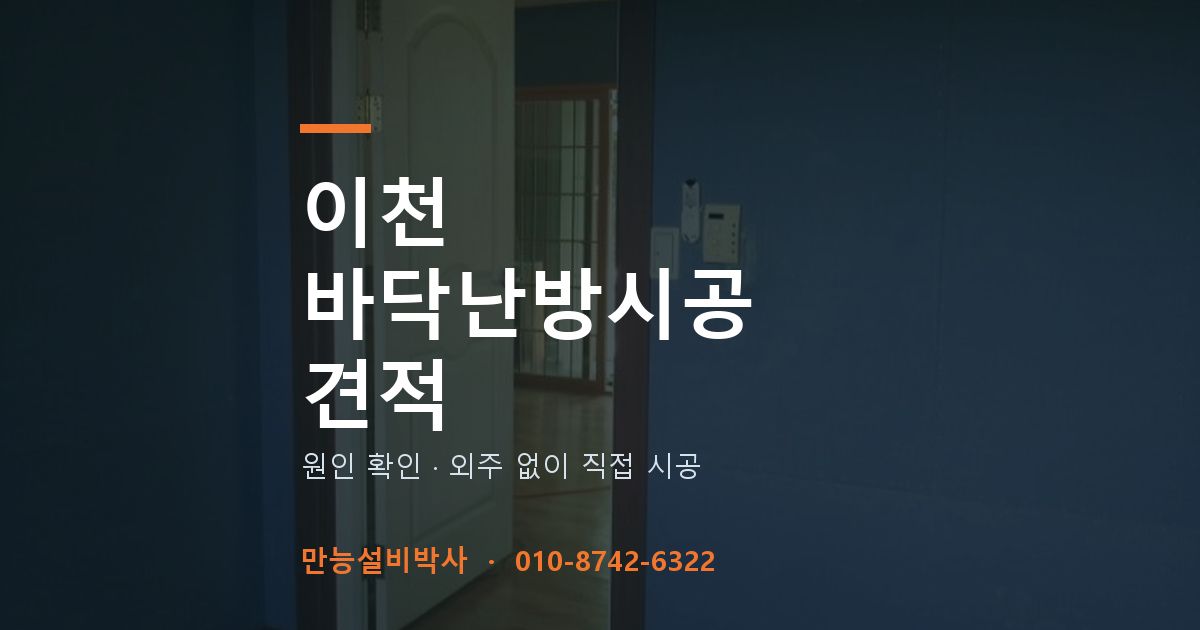 이천
바닥난방시공
견적
원인 확인 · 외주 없이 직접 시공
만능설비박사 · 010-8742-6322